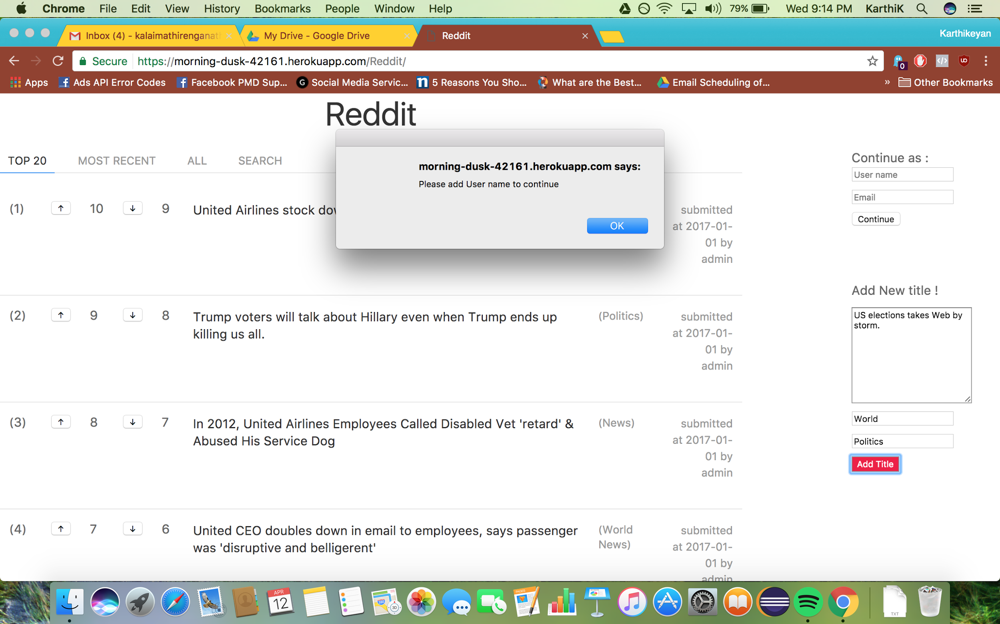 Chrome File Edit View History Bookmarks People Window Help 79% Wed 9:14 PM KarthiK
Inbox (4) - kalaimathirenganat My Drive - Google Drive Reddit Karthikeyan
Secure https://morning-dusk-42161.herokuapp.com/Reddit/ 0
Apps Ads API Error Codes Facebook PMD Sup... Social Media Servic... 5 Reasons You Sho... What are the Best... Email Scheduling of... » Other Bookmarks
Reddit
TOP 20 MOST RECENT ALL SEARCH
morning-dusk-42161.herokuapp.com says:
Please add User name to continue
OK
(1) ↑ 10 ↓ 9 United Airlines stock dow
submitted
at 2017-01-
01 by
admin
(2) ↑ 9 ↓ 8 Trump voters will talk about Hillary even when Trump ends up
killing us all.
(Politics)
submitted
at 2017-01-
01 by
admin
(3) ↑ 8 ↓ 7 In 2012, United Airlines Employees Called Disabled Vet 'retard' &
Abused His Service Dog
(News)
submitted
at 2017-01-
01 by
admin
(4) ↑ 7 ↓ 6 United CEO doubles down in email to employees, says passenger
was 'disruptive and belligerent'
(World
News)
submitted
at 2017-01-
01 by
admin
Continue as :
User name
Email
Continue
Add New title !
US elections takes Web by
storm.
World
Politics
Add Title
APR
12
280
3D
PAGES
TXT